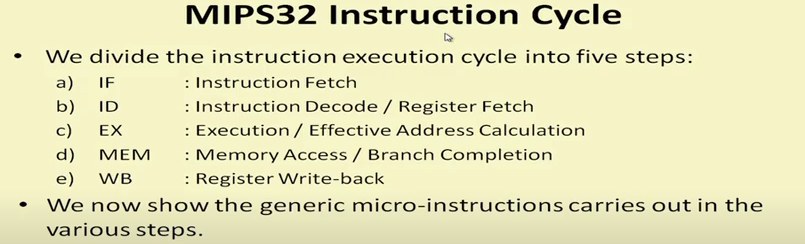 MIPS32 Instruction Cycle
• We divide the instruction execution cycle into five steps:
a) IF : Instruction Fetch
b) ID : Instruction Decode / Register Fetch
c) EX : Execution / Effective Address Calculation
d) MEM : Memory Access / Branch Completion
e) WB : Register Write-back
• We now show the generic micro-instructions carries out in the
various steps.